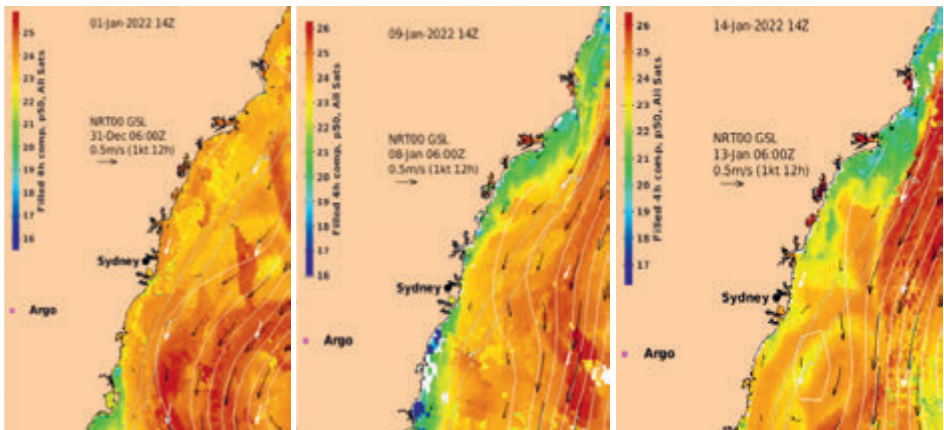 01-Jan-2022 14Z
25
24
23
22
21
20
19
18
17
16
Filled 4h comp, p50, All Sats
NRT00 GSL
31-Dec 06:00Z
0.5m/s (1kt 12h)
Sydney
Argo
09-Jan-2022 14Z
26
25
24
23
22
21
20
19
18
17
16
Filled 4h comp, p50, All Sats
NRT00 GSL
08-Jan 06:00Z
0.5m/s (1kt 12h)
Sydney
Argo
14-Jan-2022 14Z
26
25
24
23
22
21
20
19
18
17
Filled 4h comp, p50, All Sats
NRT00 GSL
13-Jan 06:00Z
0.5m/s (1kt 12h)
Sydney
Argo